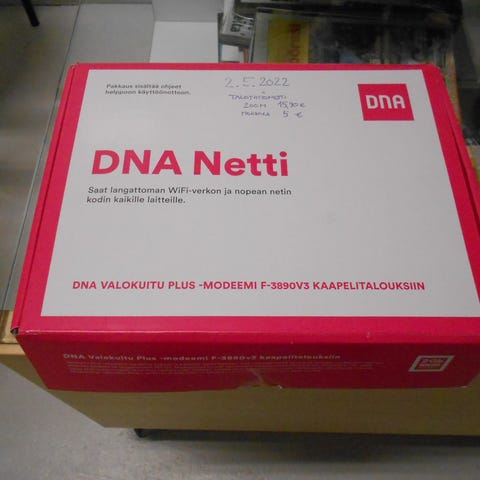 Pakkaus sisältää ohjeet
helppoon käyttöönottoon.
2.5.2022
TALOYHTIÖNETTI
200M 15,90 €
MODEEMI 5 €
DNA
DNA Netti
Saat langattoman WiFi-verkon ja nopean netin
kodin kaikille laitteille.
DNA VALOKUITU PLUS -MODEEMI F-3890V3 KAAPELITALOUKSIIN
DNA Valokuitu Plus -modeemi F-3890v3 kaapelitalouksiin